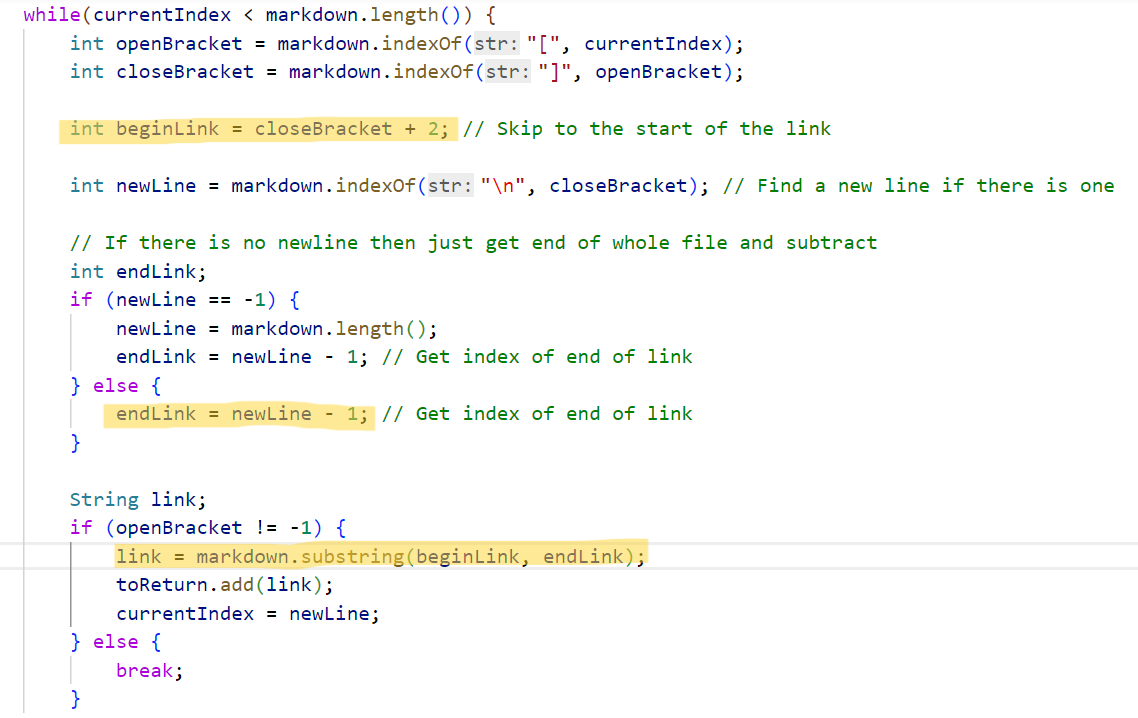 while(currentIndex < markdown.length()) {
int openBracket = markdown.indexOf(str: "[", currentIndex);
int closeBracket = markdown.indexOf(str: "]", openBracket);
int beginLink = closeBracket + 2; // Skip to the start of the link
int newLine = markdown.indexOf(str: "\n", closeBracket); // Find a new line if there is one
// If there is no newline then just get end of whole file and subtract
int endLink;
if (newLine == -1) {
newLine = markdown.length();
endLink = newLine - 1; // Get index of end of link
} else {
endLink = newLine - 1; // Get index of end of link
}
String link;
if (openBracket != -1) {
link = markdown.substring(beginLink, endLink);
toReturn.add(link);
currentIndex = newLine;
} else {
break;
}